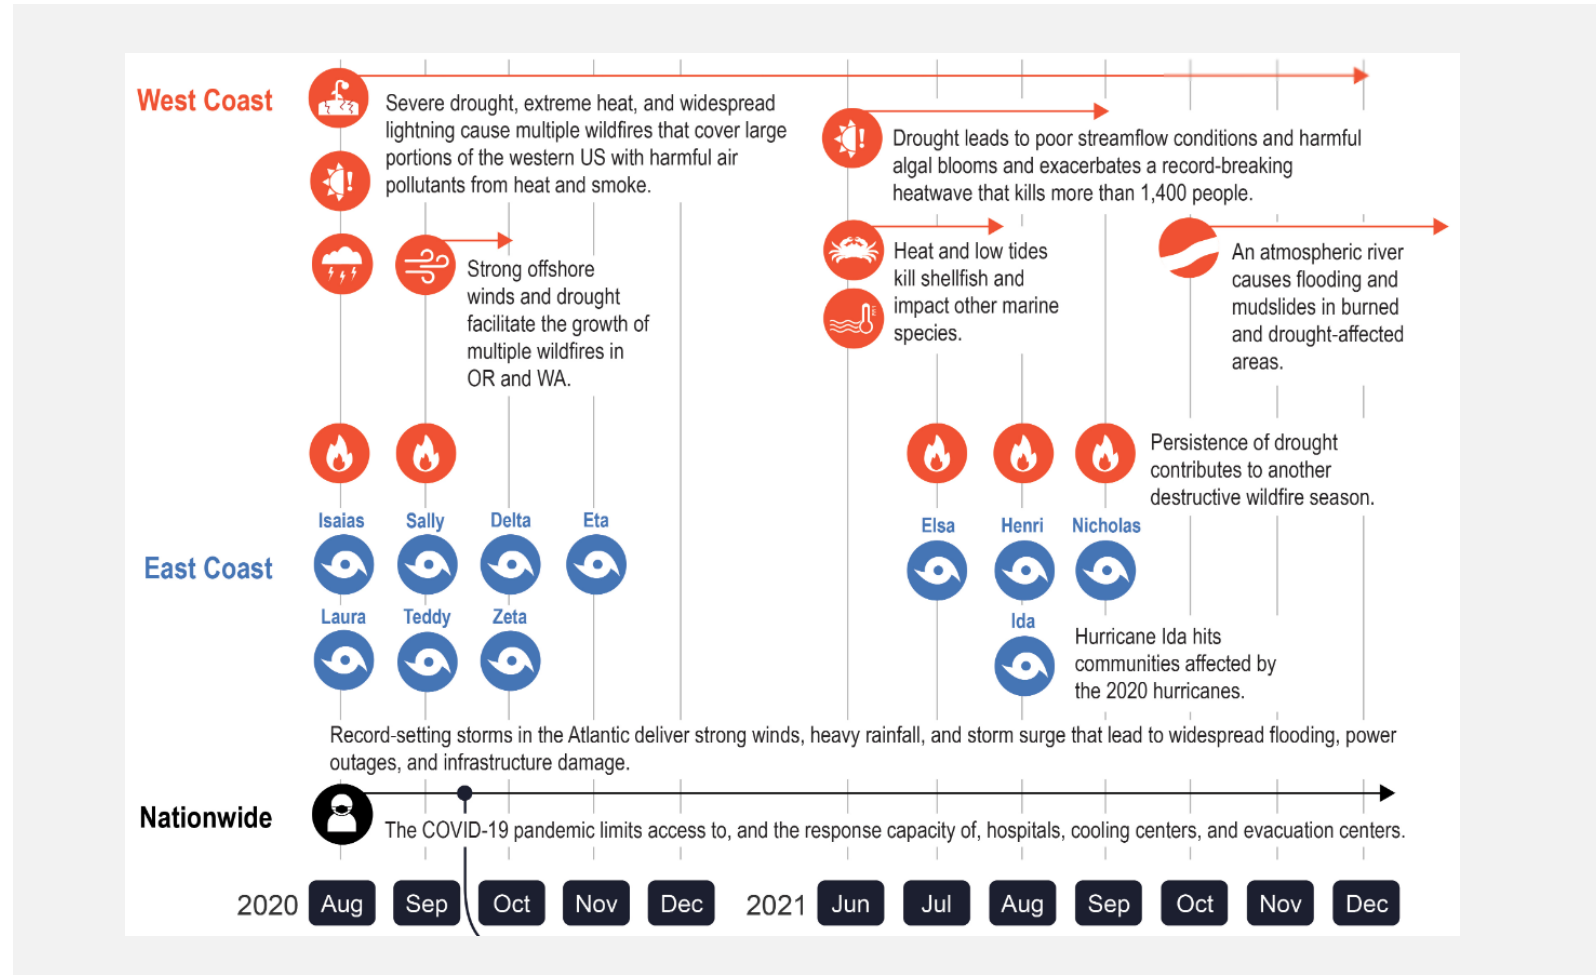 West Coast
Severe drought, extreme heat, and widespread
lightning cause multiple wildfires that cover large
portions of the western US with harmful air
pollutants from heat and smoke.
Drought leads to poor streamflow conditions and harmful
algal blooms and exacerbates a record-breaking
heatwave that kills more than 1,400 people.
Strong offshore
winds and drought
facilitate the growth of
multiple wildfires in
OR and WA.
Heat and low tides
kill shellfish and
impact other marine
species.
An atmospheric river
causes flooding and
mudslides in burned
and drought-affected
areas.
Persistence of drought
contributes to another
destructive wildfire season.
East Coast
Isaias Sally Delta Eta Elsa Henri Nicholas
Laura Teddy Zeta Ida
Hurricane Ida hits
communities affected by
the 2020 hurricanes.
Record-setting storms in the Atlantic deliver strong winds, heavy rainfall, and storm surge that lead to widespread flooding, power
outages, and infrastructure damage.
Nationwide
The COVID-19 pandemic limits access to, and the response capacity of, hospitals, cooling centers, and evacuation centers.
2020 Aug Sep Oct Nov Dec 2021 Jun Jul Aug Sep Oct Nov Dec